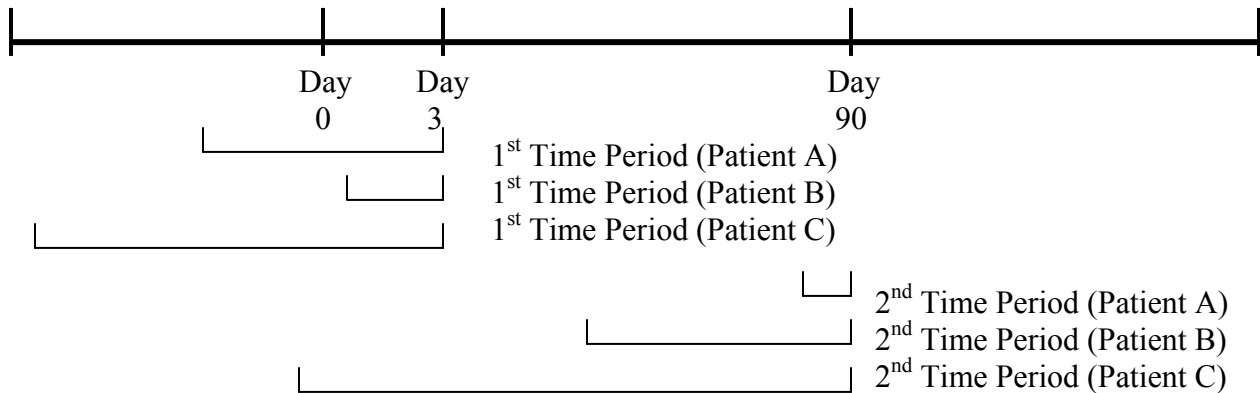 Day Day Day
0 3 90
1st Time Period (Patient A)
1st Time Period (Patient B)
1st Time Period (Patient C)
2nd Time Period (Patient A)
2nd Time Period (Patient B)
2nd Time Period (Patient C)